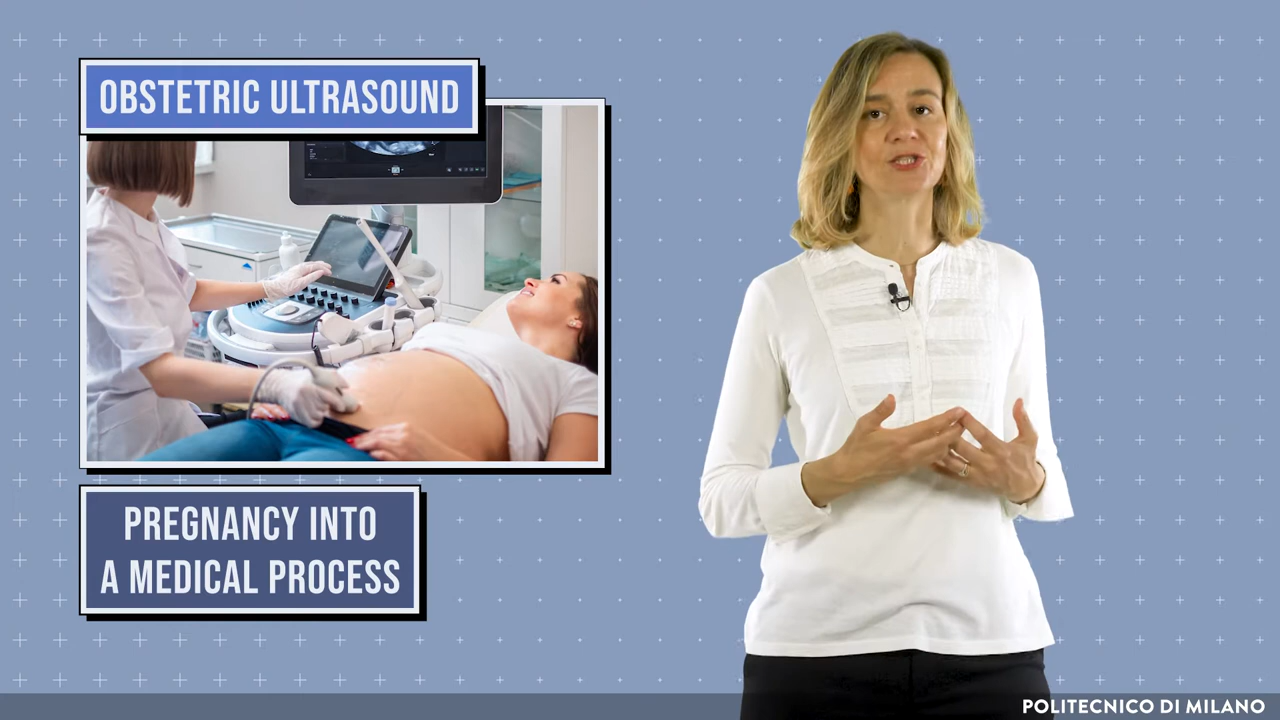 OBSTETRIC ULTRASOUND
PREGNANCY INTO
A MEDICAL PROCESS
POLITECNICO DI MILANO